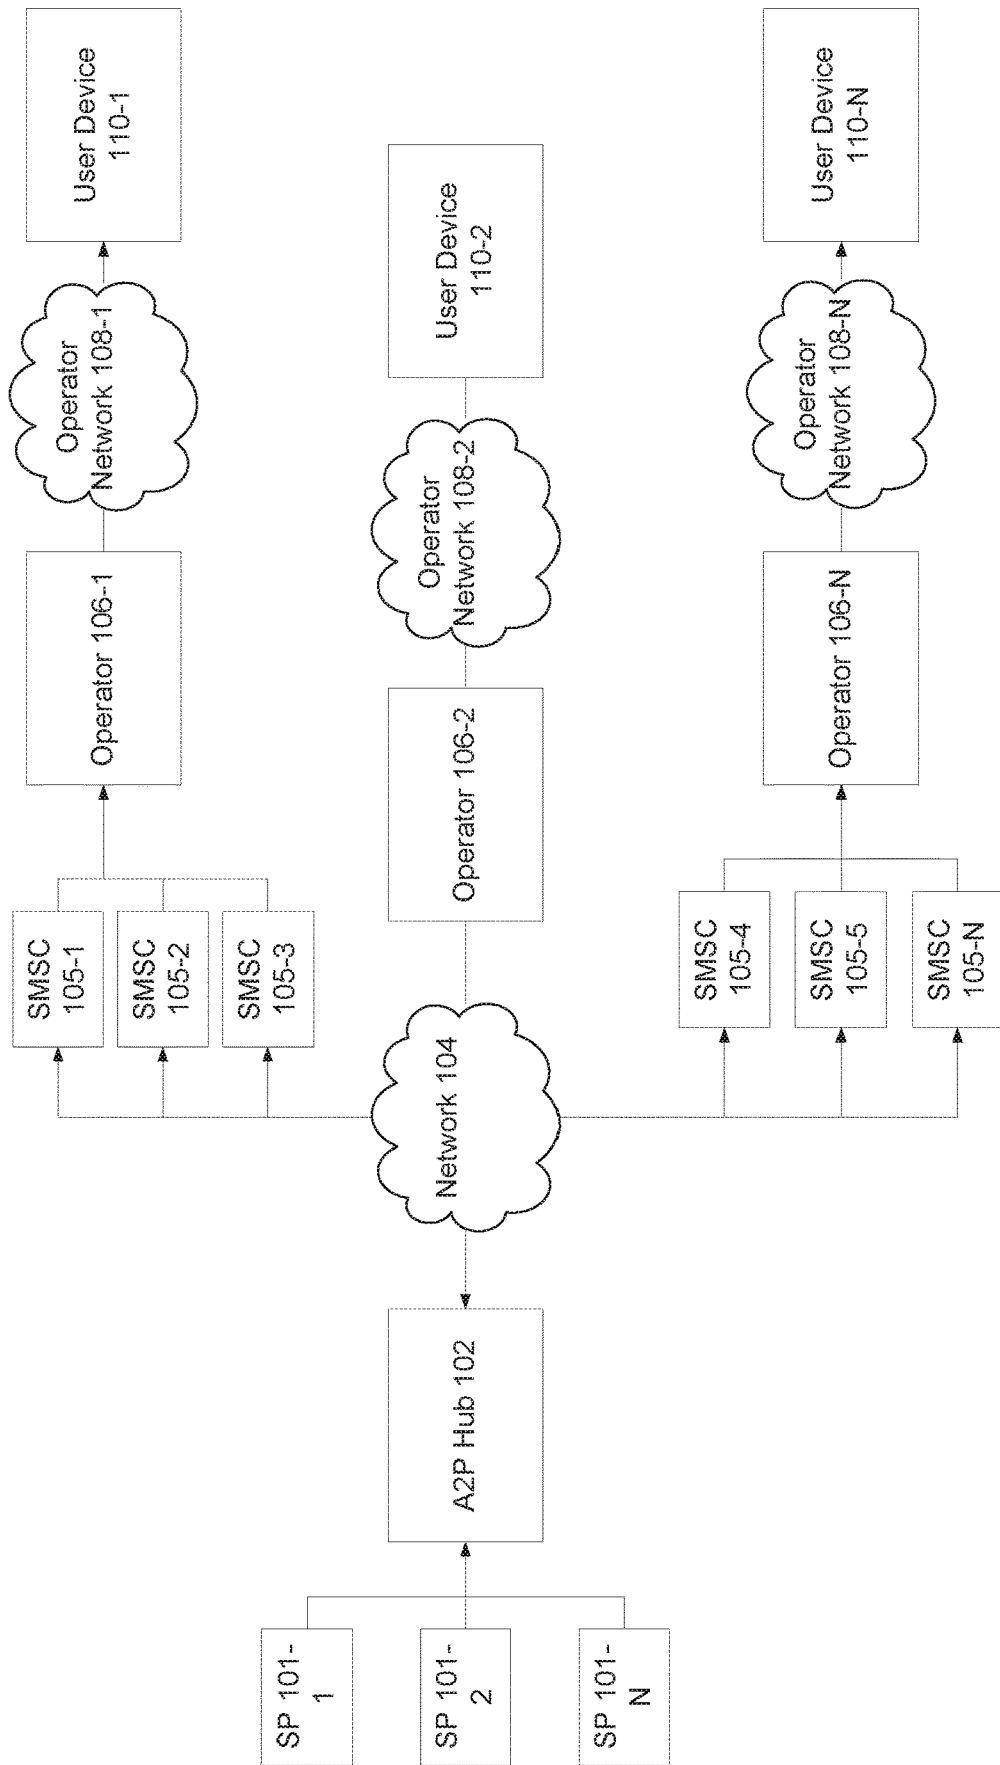 SP 101-
1
SP 101-
2
SP 101-
N
A2P Hub 102
Network 104
SMSC
105-1
SMSC
105-2
SMSC
105-3
SMSC
105-4
SMSC
105-5
SMSC
105-N
Operator 106-1
Operator 106-2
Operator 106-N
Operator
Network 108-1
Operator
Network 108-2
Operator
Network 108-N
User Device
110-1
User Device
110-2
User Device
110-N